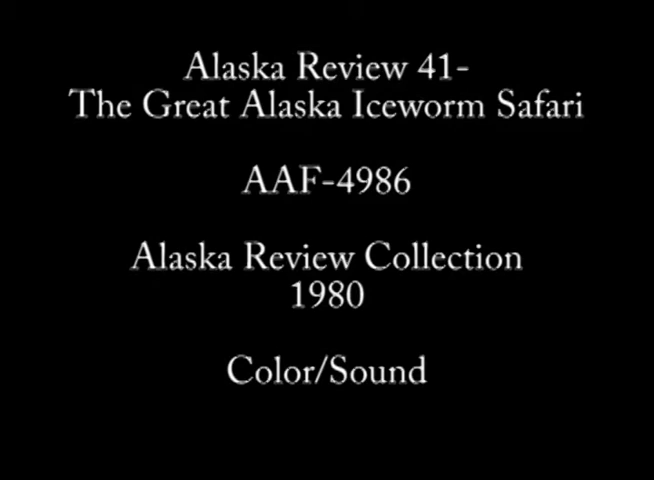 Alaska Review 41-
The Great Alaska Iceworm Safari
AAF-4986
Alaska Review Collection
1980
Color/Sound